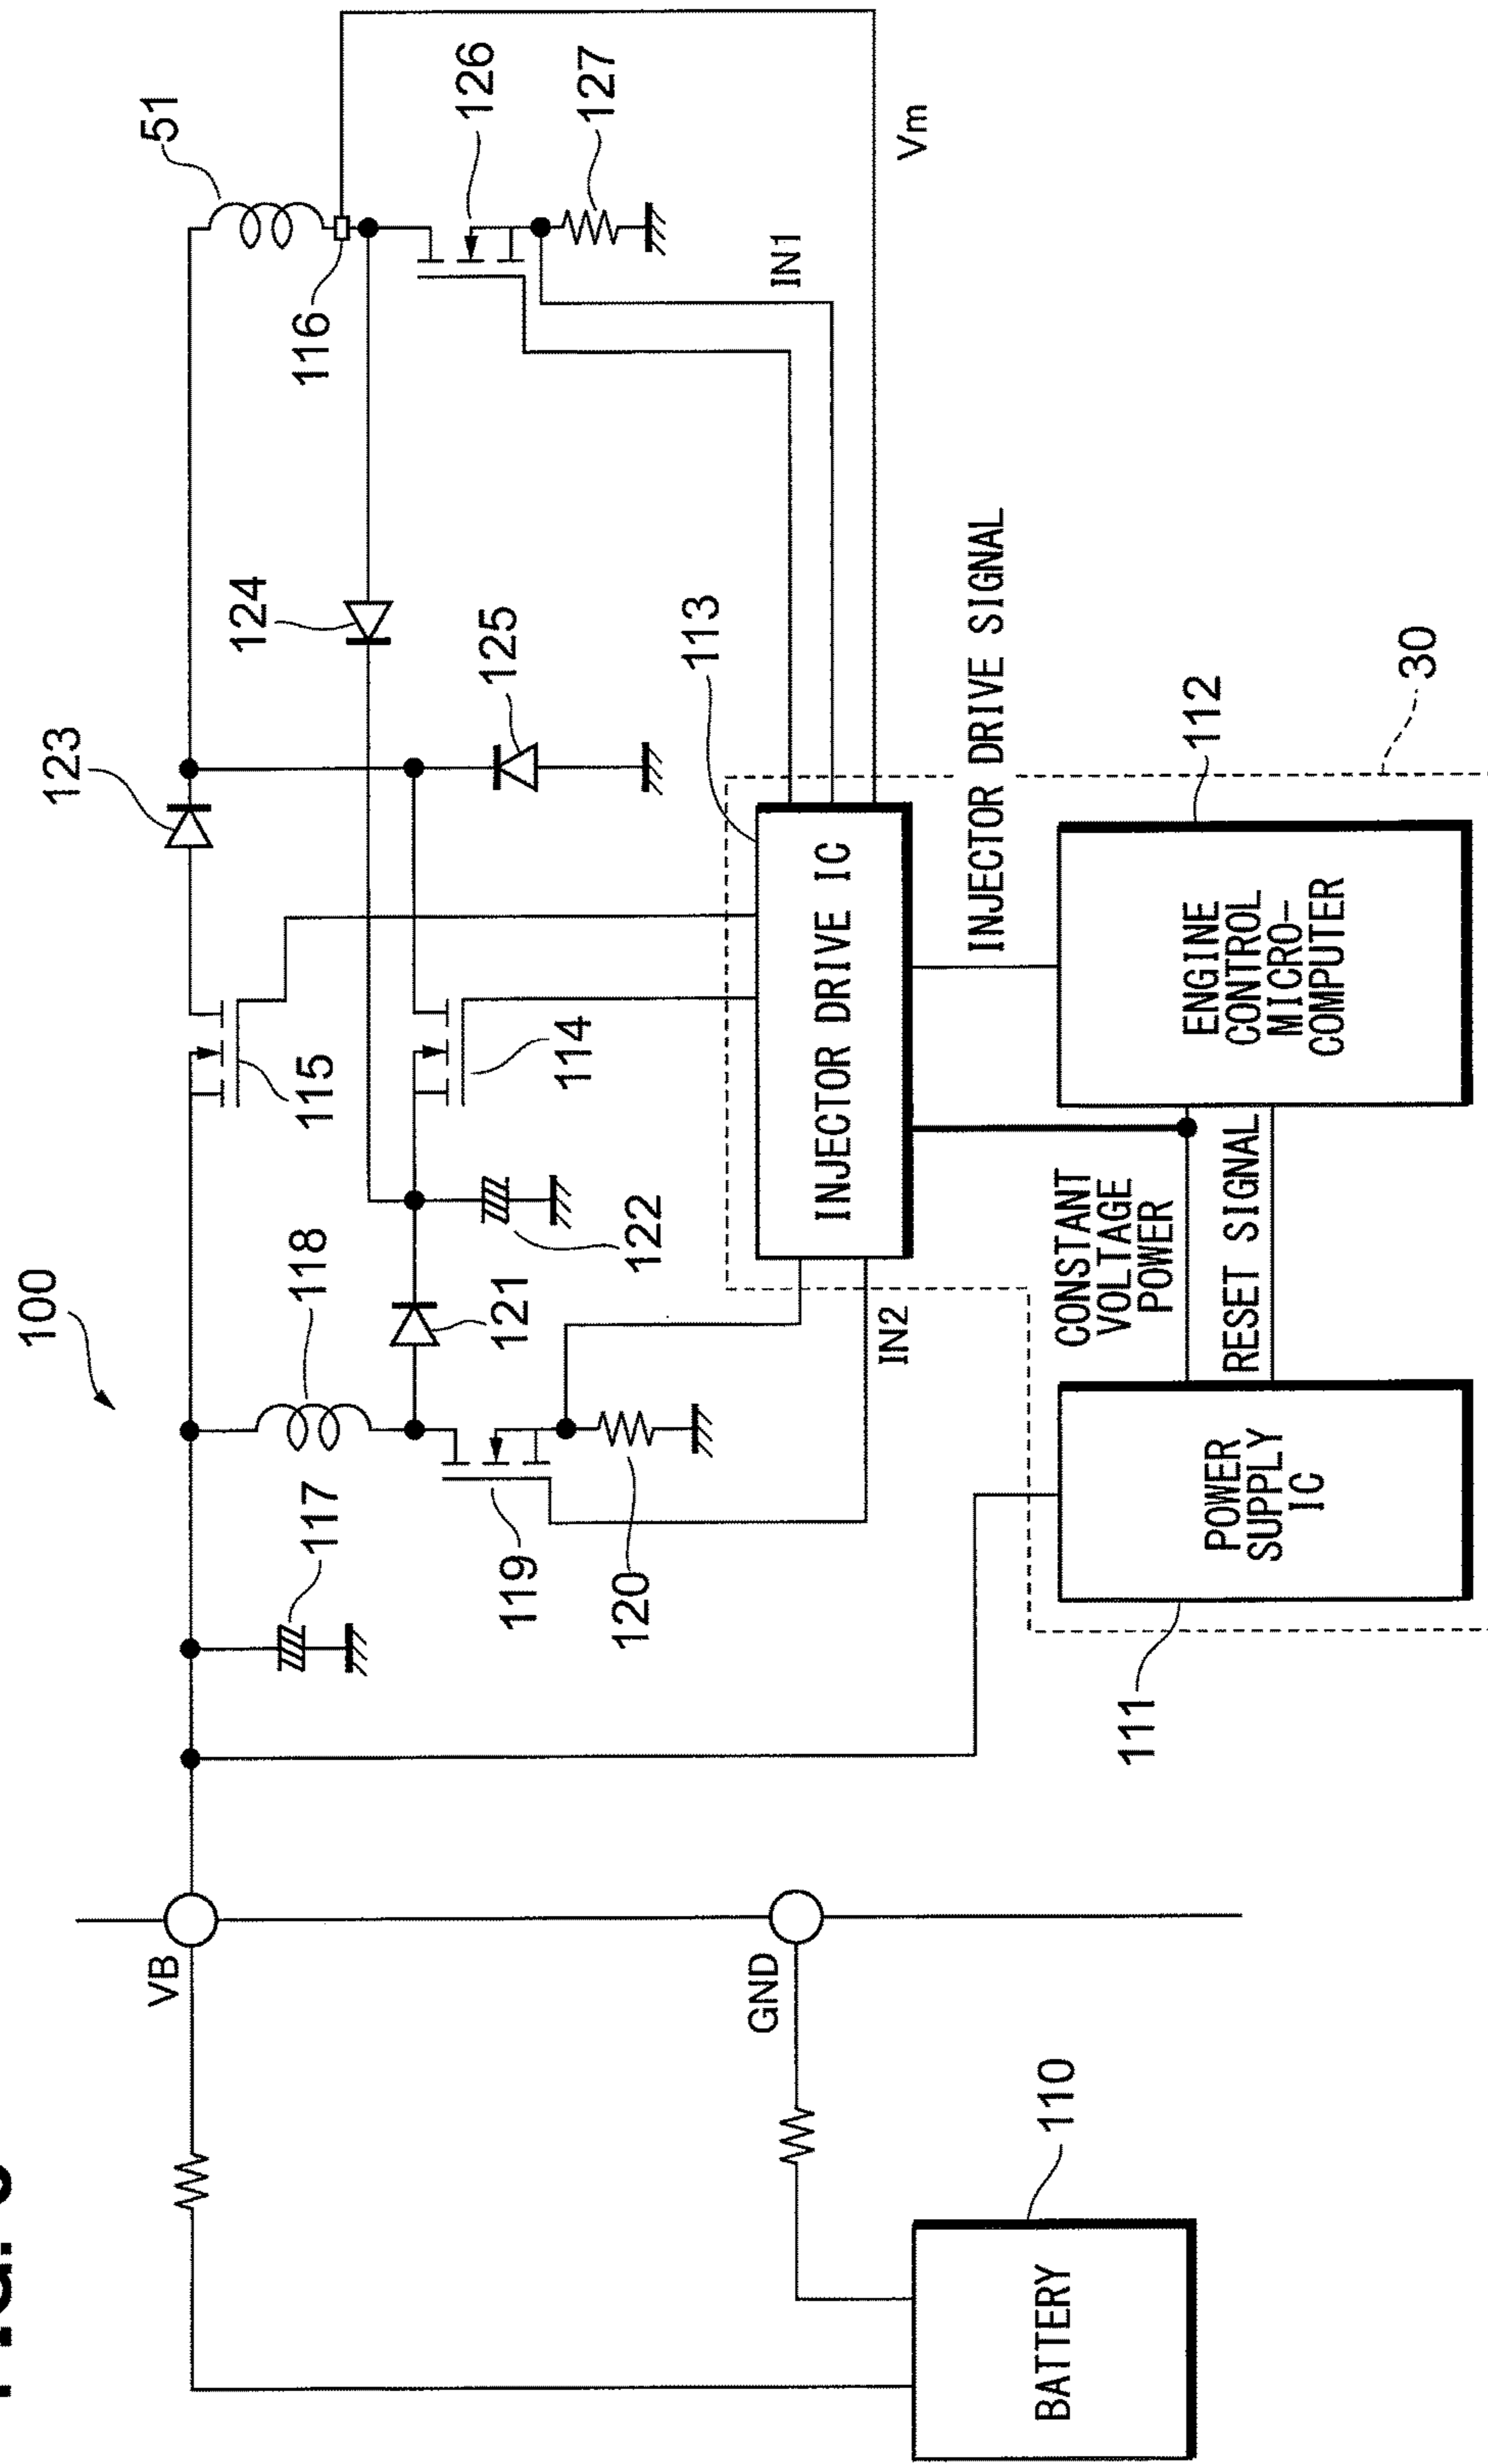 100
VB
117
118
119
120
121
122
115
114
123
124
125
51
116
126
127
IN1
Vm
GND
BATTERY
110
IN2
113
INJECTOR DRIVE IC
INJECTOR DRIVE SIGNAL
30
CONSTANT
VOLTAGE
POWER
RESET SIGNAL
111
POWER
SUPPLY
IC
112
ENGINE
CONTROL
MICRO-
COMPUTER